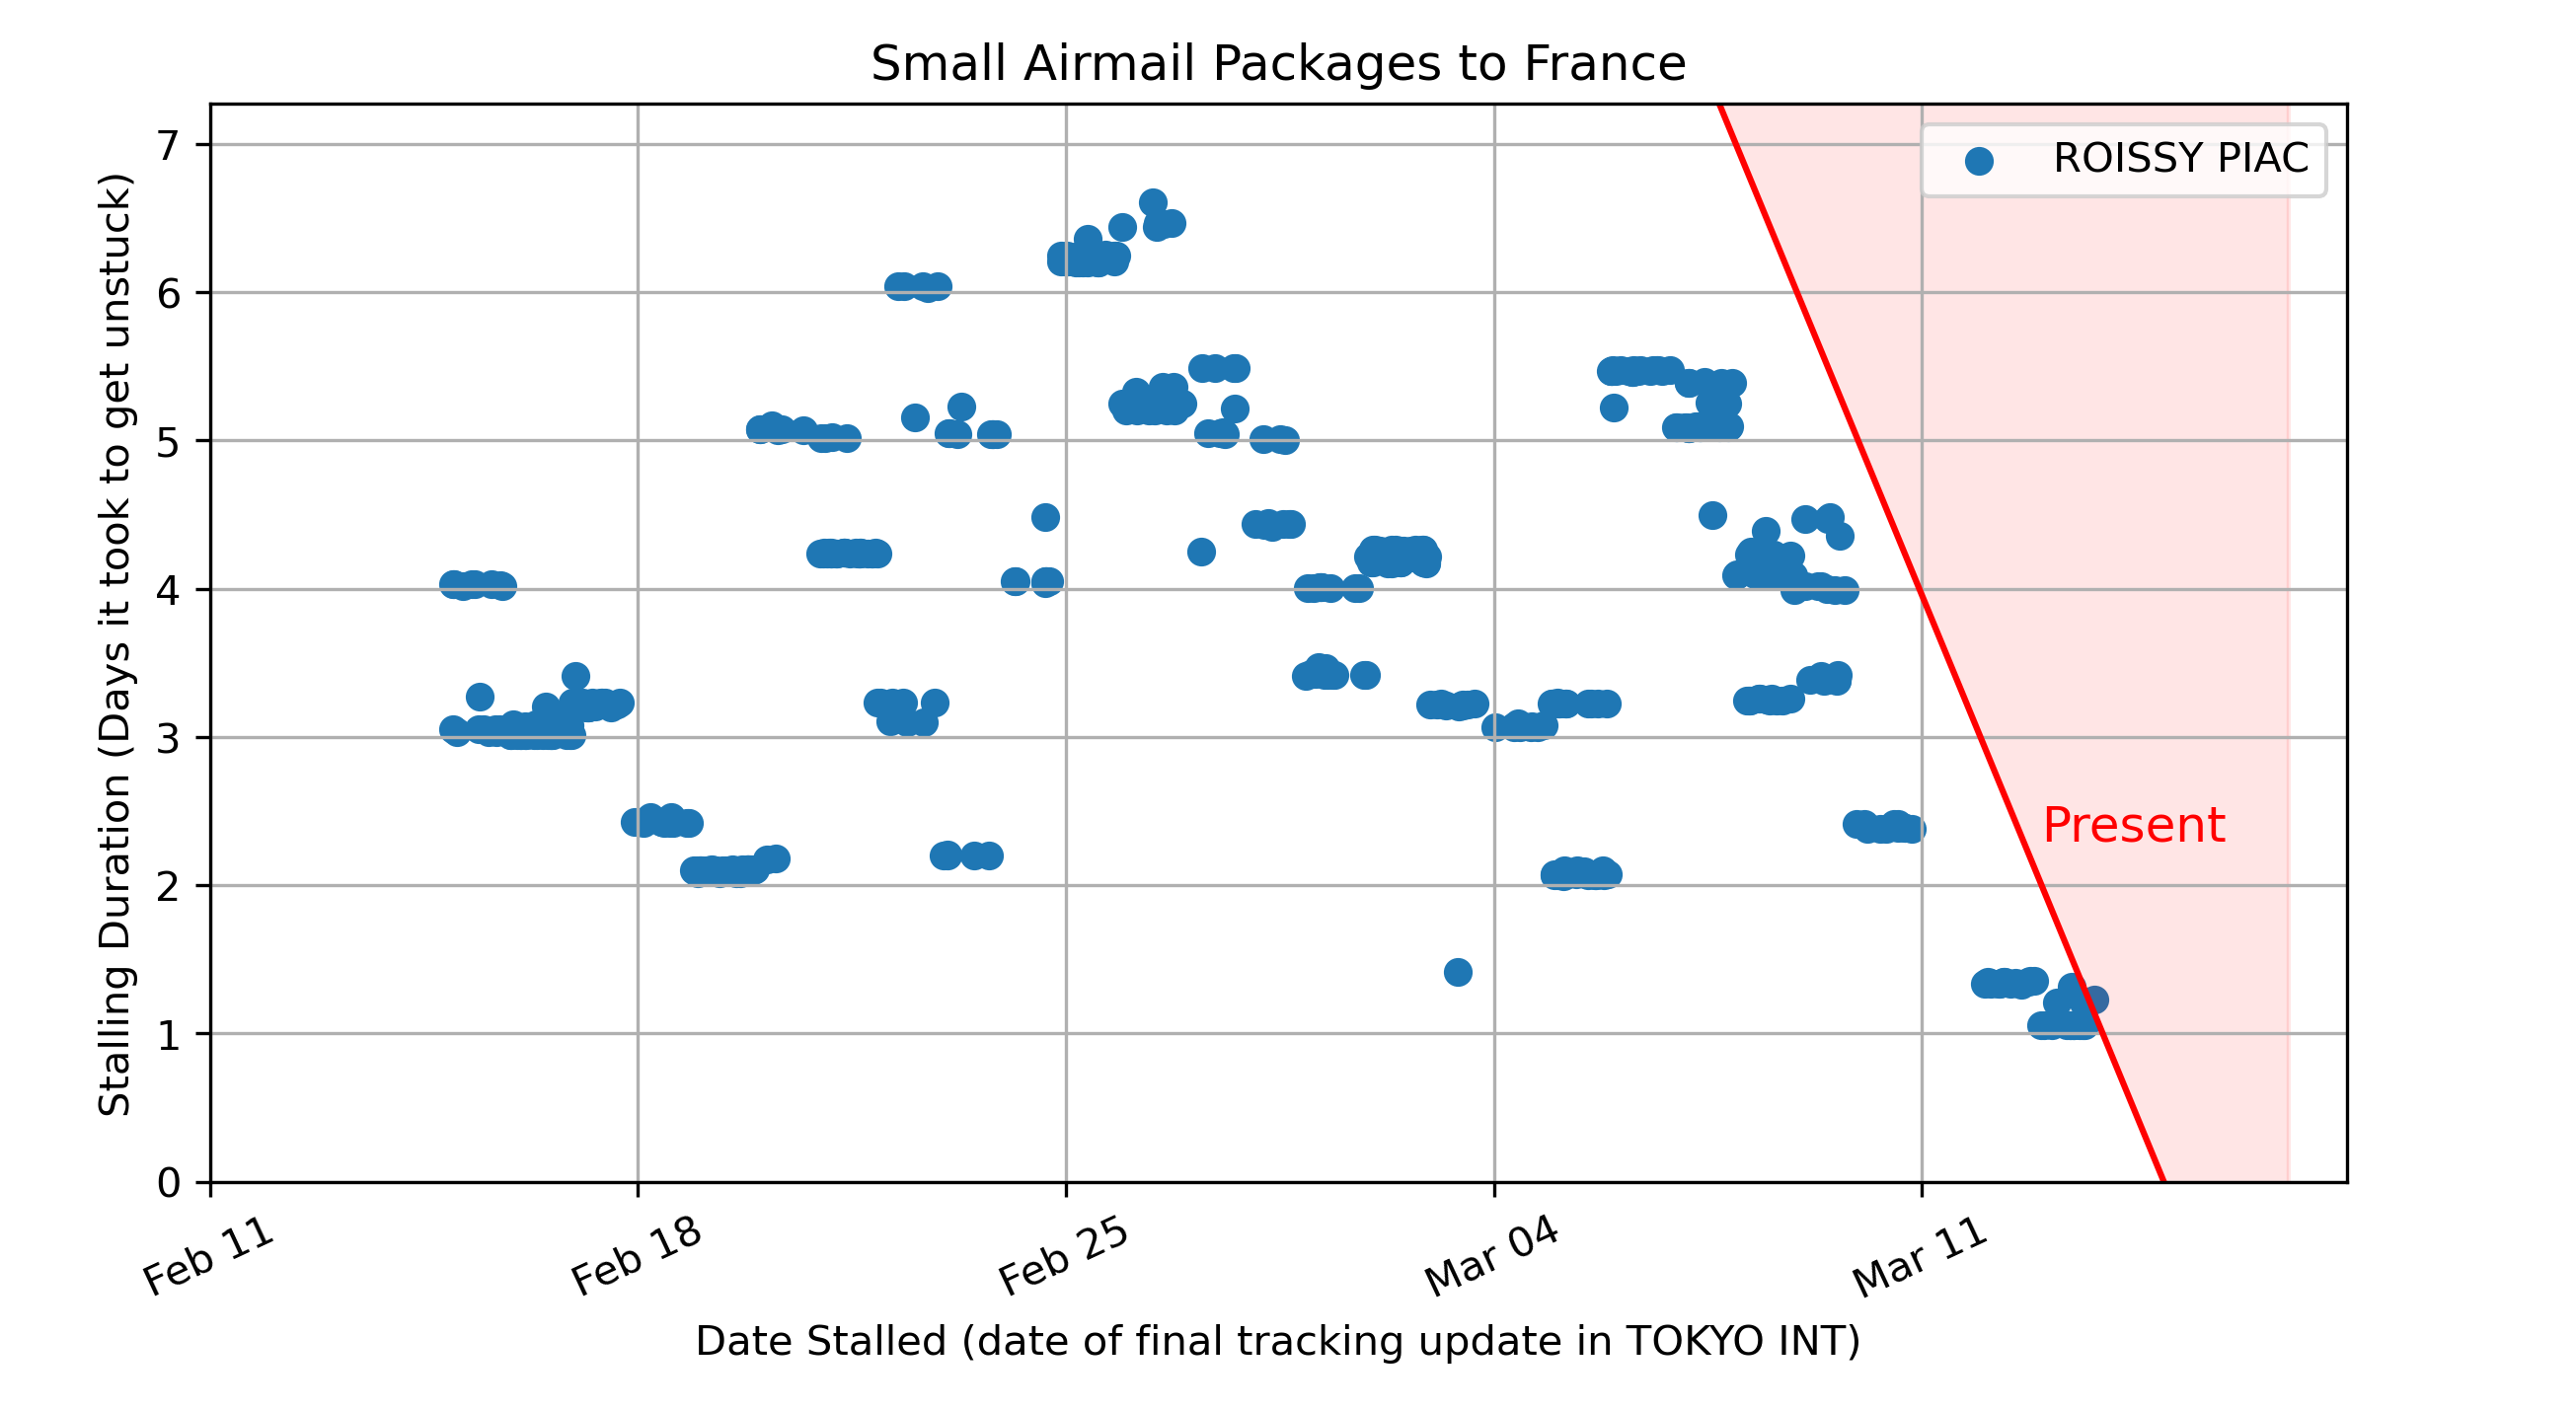 Small Airmail Packages to France
ROISSY PIAC
Stalling Duration (Days it took to get unstuck)
7
6
5
4
3
2
1
0
Present
Feb 11
Feb 18
Feb 25
Mar 04
Mar 11
Date Stalled (date of final tracking update in TOKYO INT)